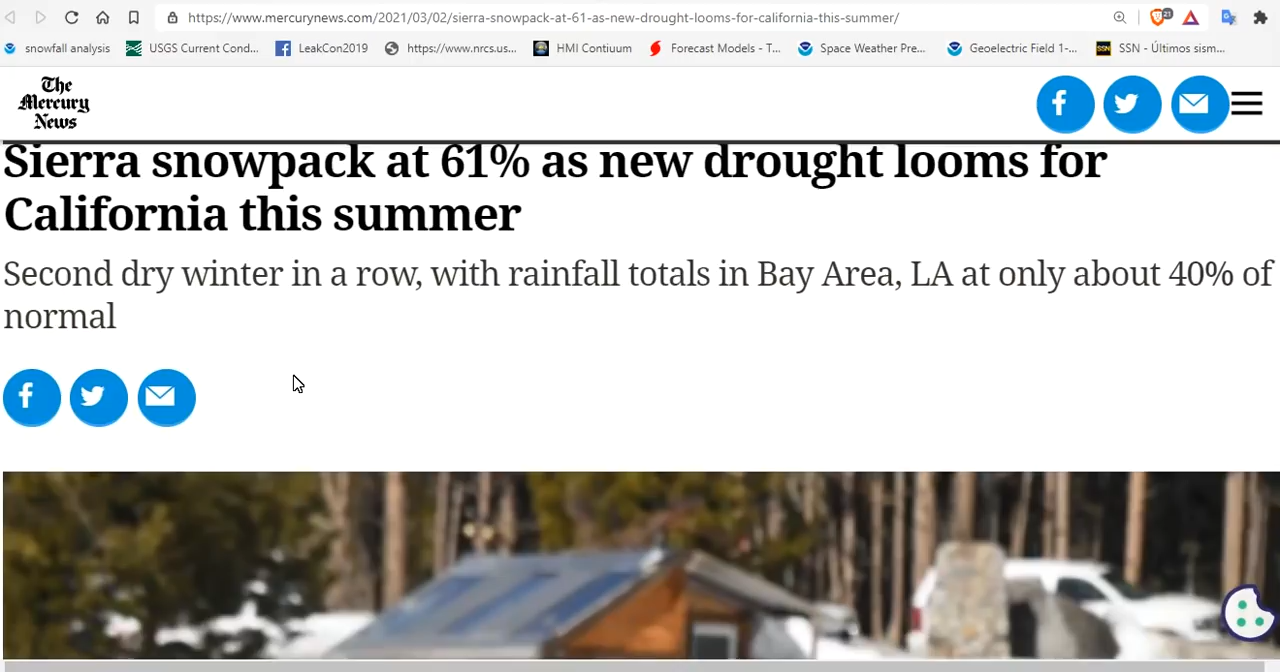 https://www.mercurynews.com/2021/03/02/sierra-snowpack-at-61-as-new-drought-looms-for-california-this-summer/
21
snowfall analysis USGS Current Cond... LeakCon2019 https://www.nrcs.us... HMI Contiuum Forecast Models - T... Space Weather Pre... Geoelectric Field 1-... SSN SSN - Últimos sism...
The
Mercury
News
Sierra snowpack at 61% as new drought looms for
California this summer
Second dry winter in a row, with rainfall totals in Bay Area, LA at only about 40% of
normal